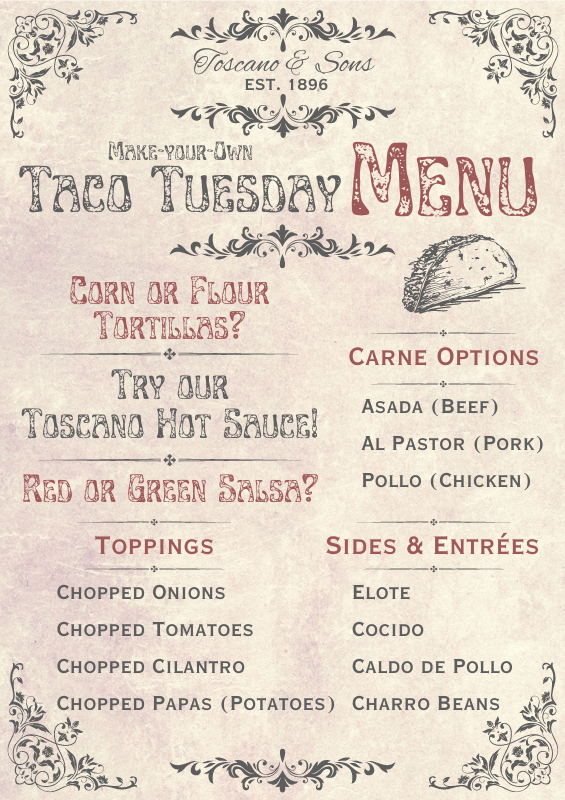 Toscano & Sons
EST. 1896
Make-your-Own
Taco Tuesday Menu
Corn or Flour
Tortillas?
Try our
Toscano Hot Sauce!
Red or Green Salsa?
Carne Options
Asada (Beef)
Al Pastor (Pork)
Pollo (Chicken)
Toppings
Chopped Onions
Chopped Tomatoes
Chopped Cilantro
Chopped Papas (Potatoes)
Sides & Entrées
Elote
Cocido
Caldo de Pollo
Charro Beans